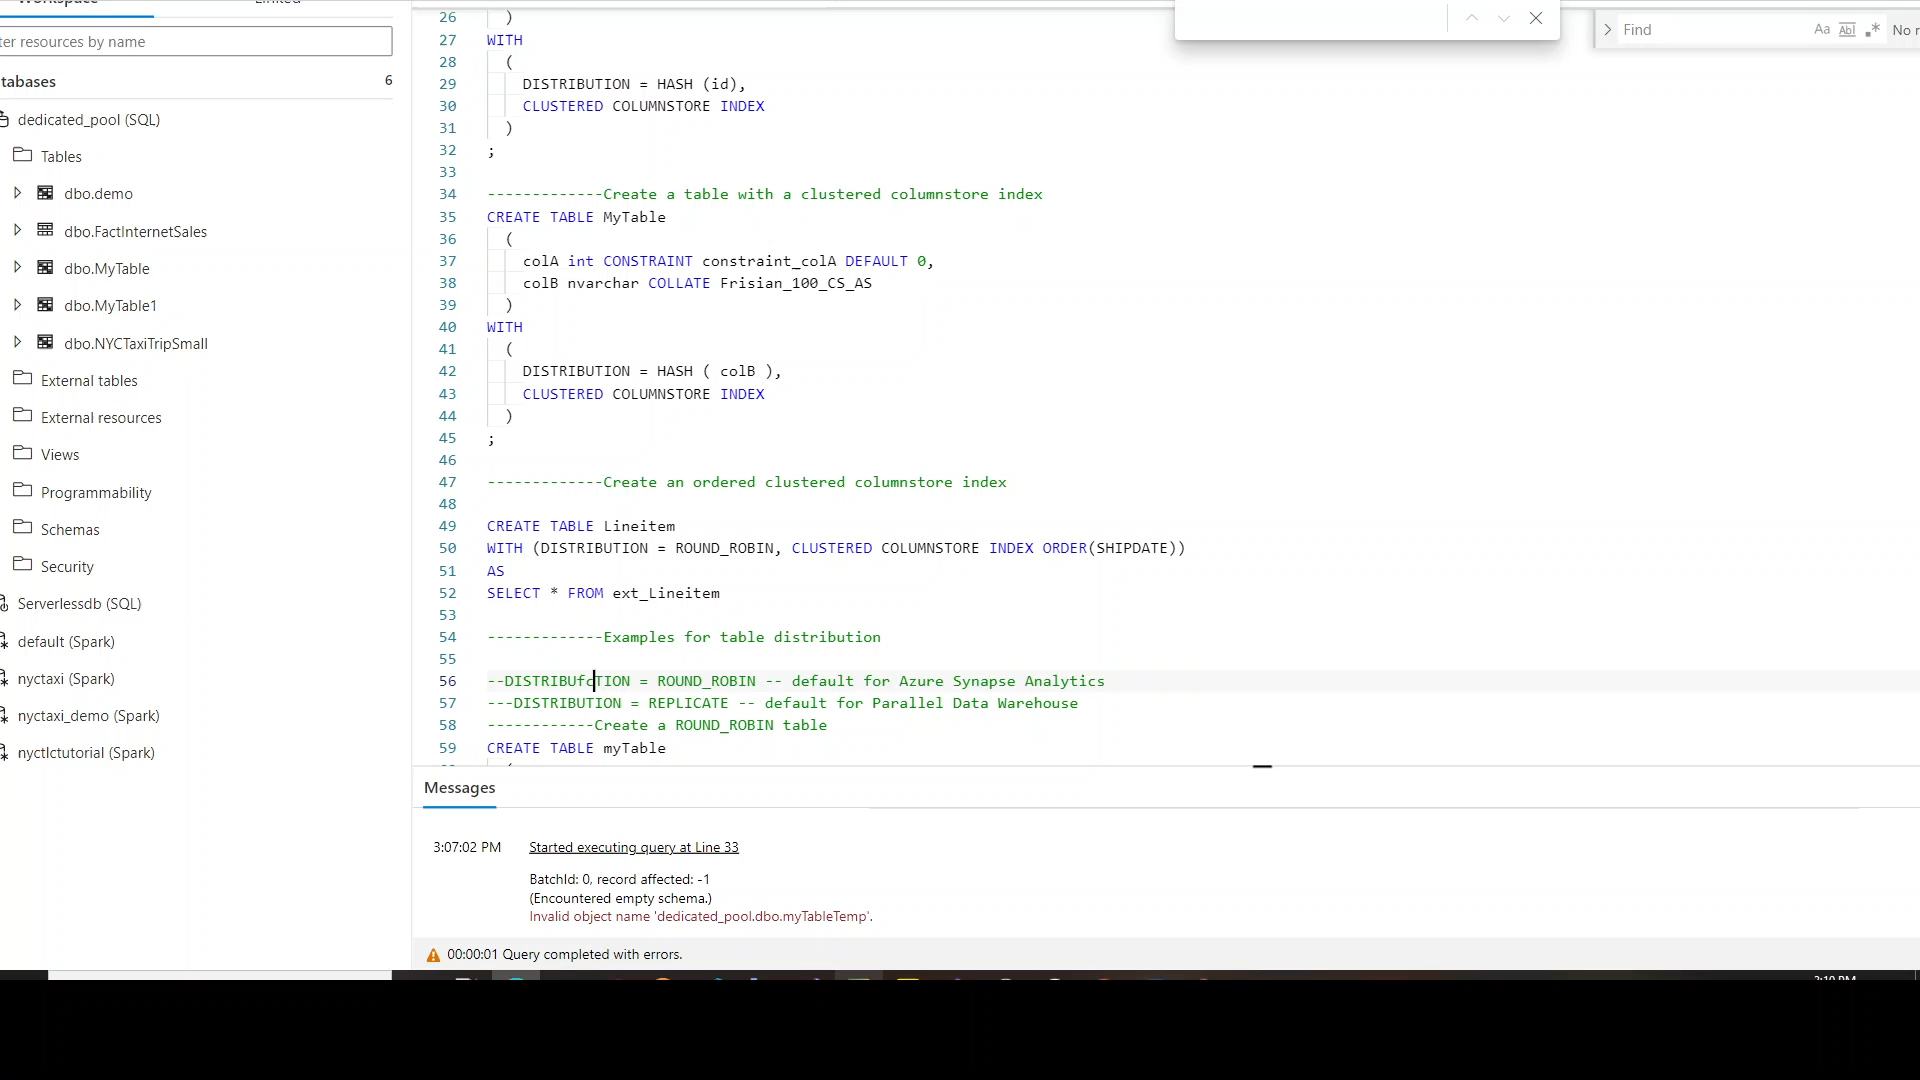 ter resources by name
tabases 6
dedicated_pool (SQL)
Tables
dbo.demo
dbo.FactInternetSales
dbo.MyTable
dbo.MyTable1
dbo.NYCTaxiTripSmall
External tables
External resources
Views
Programmability
Schemas
Security
Serverlessdb (SQL)
default (Spark)
nyctaxi (Spark)
nyctaxi_demo (Spark)
nyctlctutorial (Spark)
Find Aa Abl .* No r
26 )
27 WITH
28 (
29 DISTRIBUTION = HASH (id),
30 CLUSTERED COLUMNSTORE INDEX
31 )
32 ;
33
34 -------------Create a table with a clustered columnstore index
35 CREATE TABLE MyTable
36 (
37 colA int CONSTRAINT constraint_colA DEFAULT 0,
38 colB nvarchar COLLATE Frisian_100_CS_AS
39 )
40 WITH
41 (
42 DISTRIBUTION = HASH ( colB ),
43 CLUSTERED COLUMNSTORE INDEX
44 )
45 ;
46
47 -------------Create an ordered clustered columnstore index
48
49 CREATE TABLE Lineitem
50 WITH (DISTRIBUTION = ROUND_ROBIN, CLUSTERED COLUMNSTORE INDEX ORDER(SHIPDATE))
51 AS
52 SELECT * FROM ext_Lineitem
53
54 -------------Examples for table distribution
55
56 --DISTRIBUfcTION = ROUND_ROBIN -- default for Azure Synapse Analytics
57 ---DISTRIBUTION = REPLICATE -- default for Parallel Data Warehouse
58 ------------Create a ROUND_ROBIN table
59 CREATE TABLE myTable
Messages
3:07:02 PM Started executing query at Line 33
BatchId: 0, record affected: -1
(Encountered empty schema.)
Invalid object name 'dedicated_pool.dbo.myTableTemp'.
00:00:01 Query completed with errors.